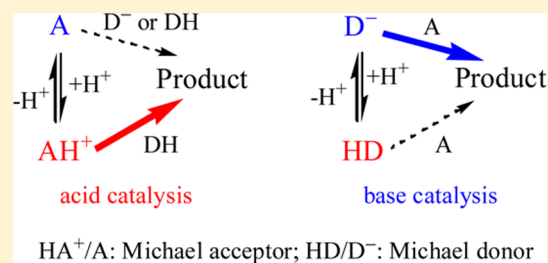 A
D⁻ or DH
-H⁺
+H⁺
Product
AH⁺
DH
acid catalysis
D⁻
A
-H⁺
+H⁺
Product
HD
A
base catalysis
HA⁺/A: Michael acceptor; HD/D⁻: Michael donor